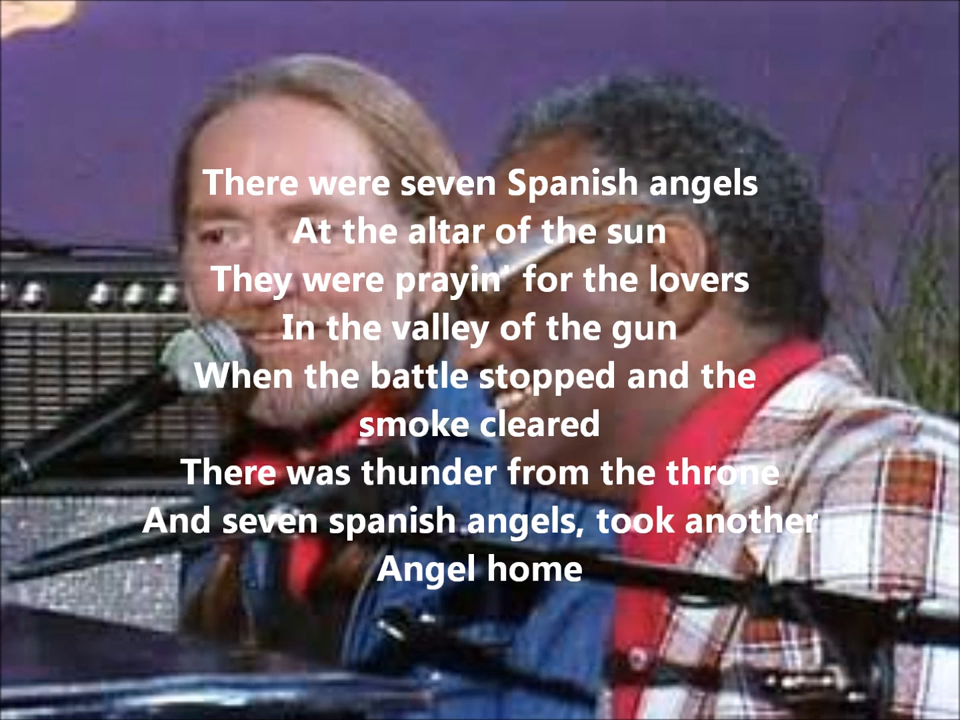 There were seven Spanish angels
At the altar of the sun
They were prayin' for the lovers
In the valley of the gun
When the battle stopped and the
smoke cleared
There was thunder from the throne
And seven spanish angels, took another
Angel home